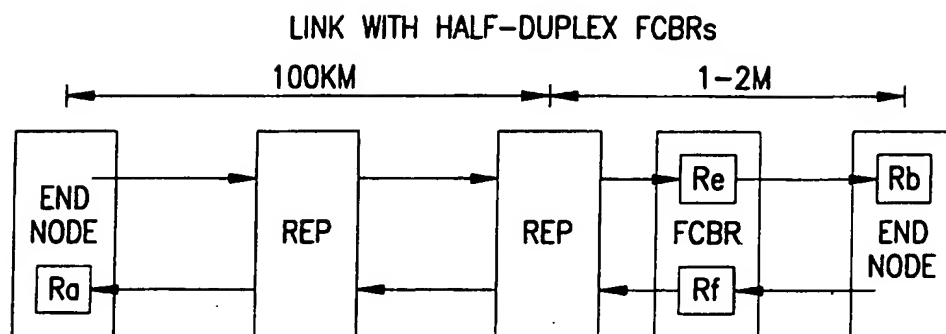 LINK WITH HALF-DUPLEX FCBRs
100KM
1-2M
END
NODE
Ra
REP
REP
Re
FCBR
Rf
Rb
END
NODE